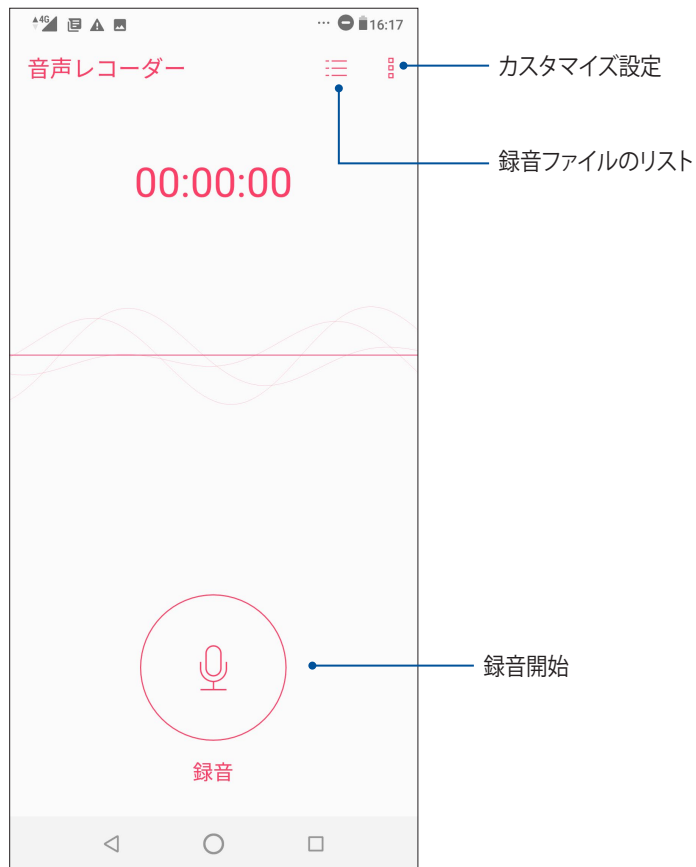 4G ... 16:17
音声レコーダー
カスタマイズ設定
録音ファイルのリスト
00:00:00
録音開始
録音